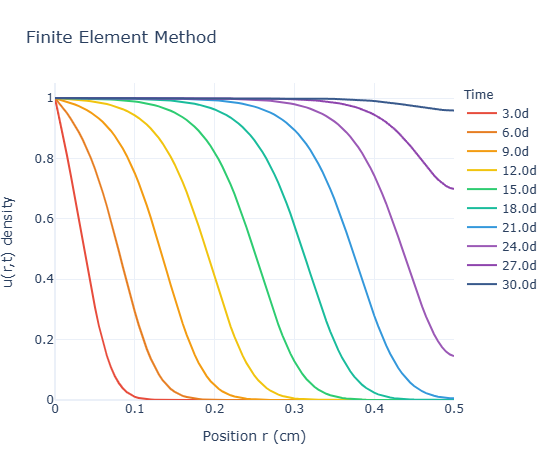 Finite Element Method
Time
3.0d
6.0d
9.0d
12.0d
15.0d
18.0d
21.0d
24.0d
27.0d
30.0d
u(r,t) density
1
0.8
0.6
0.4
0.2
0
0 0.1 0.2 0.3 0.4 0.5
Position r (cm)